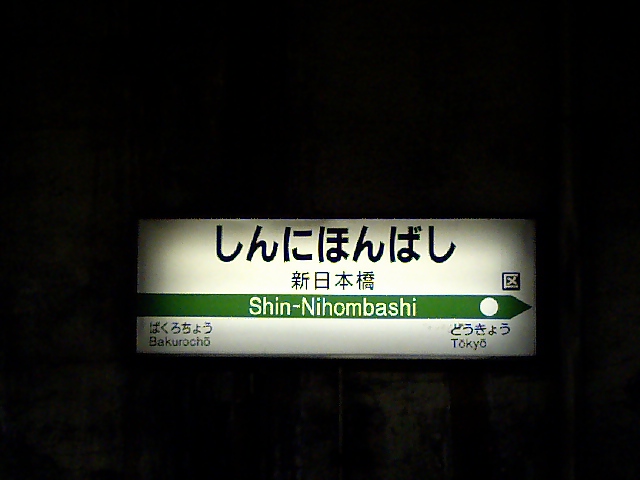 しんにほんばし
新日本橋
区
Shin-Nihombashi
ばくろちょう
とうきょう
Bakurochō
Tōkyō